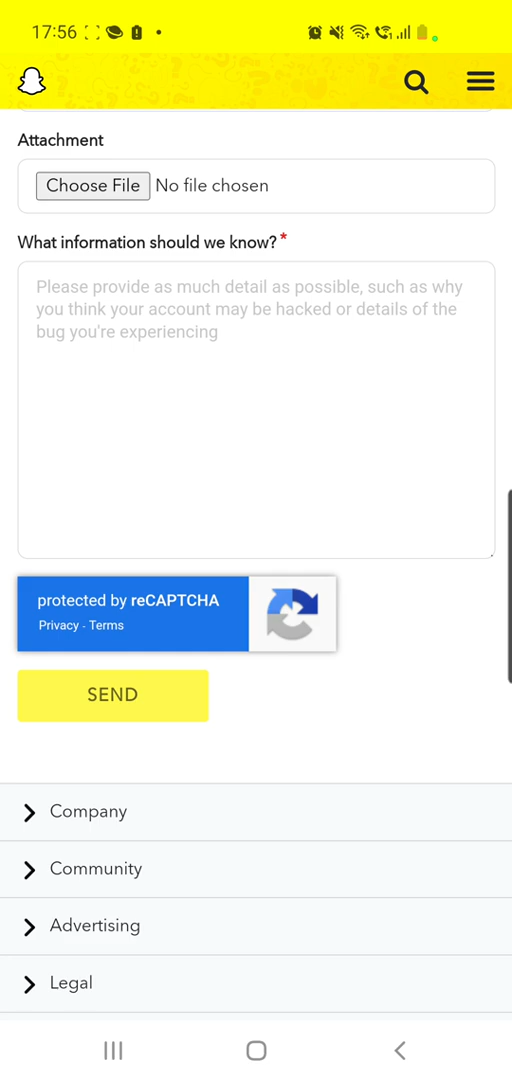 17:56
Attachment
Choose File No file chosen
What information should we know? *
Please provide as much detail as possible, such as why
you think your account may be hacked or details of the
bug you're experiencing
protected by reCAPTCHA
Privacy - Terms
SEND
Company
Community
Advertising
Legal